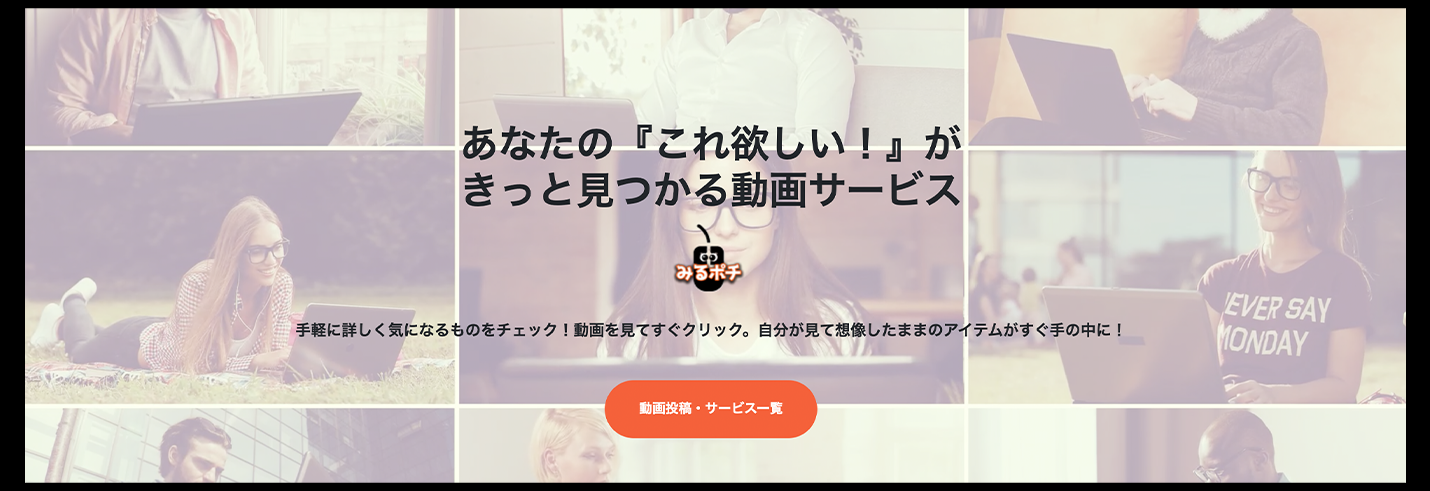 あなたの『これ欲しい！』が
きっと見つかる動画サービス
みるポチ
手軽に詳しく気になるものをチェック！動画を見てすぐクリック。自分が見て想像したままのアイテムがすぐ手の中に！
NEVER SAY
MONDAY
動画投稿・サービス一覧